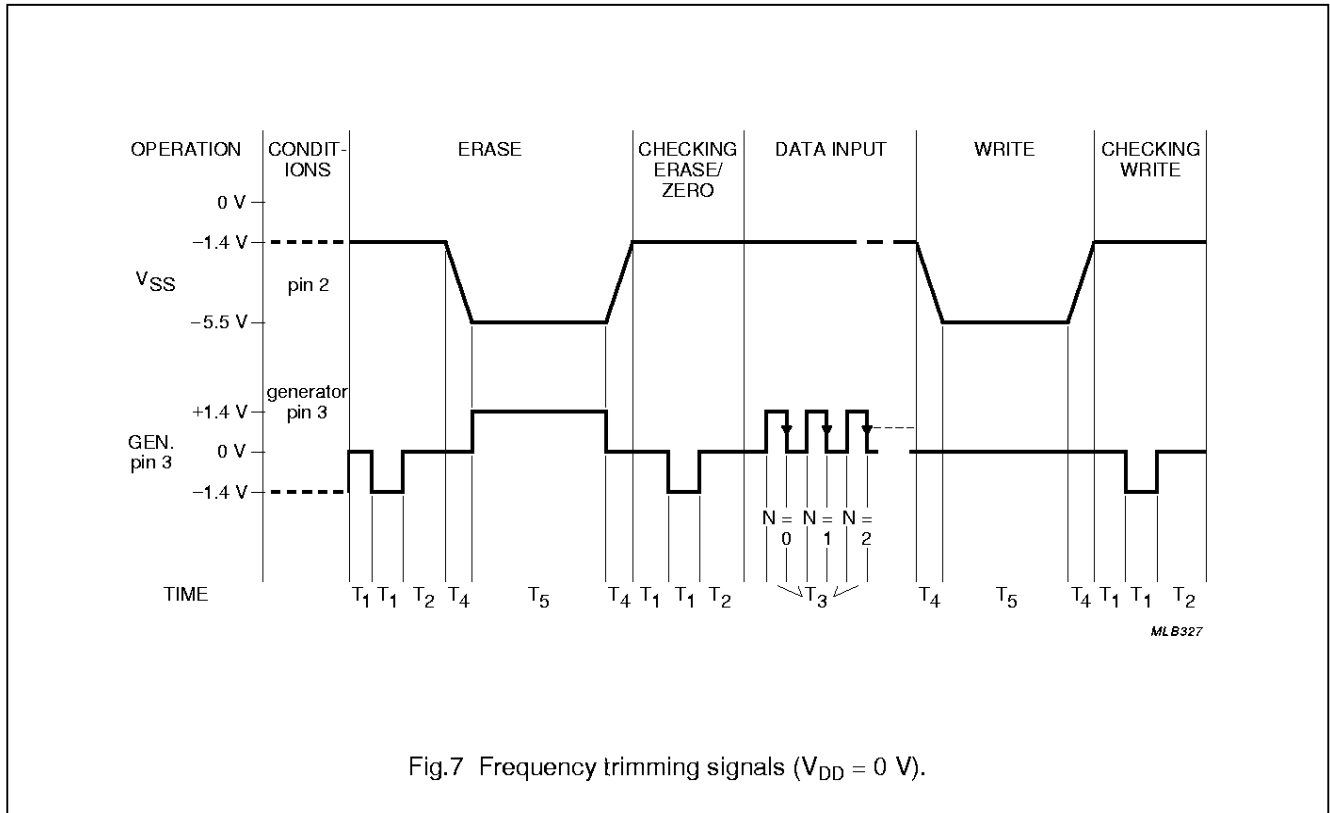 OPERATION CONDIT- ERASE CHECKING DATA INPUT WRITE CHECKING
IONS ERASE/ WRITE
ZERO
0 V
−1.4 V
VSS pin 2
−5.5 V
generator
+1.4 V pin 3
GEN.
pin 3 0 V
−1.4 V
N = N = N =
0 1 2
TIME T1 T1 T2 T4 T5 T4 T1 T1 T2 T3 T4 T5 T4 T1 T1 T2
MLB327
Fig.7 Frequency trimming signals (VDD = 0 V).